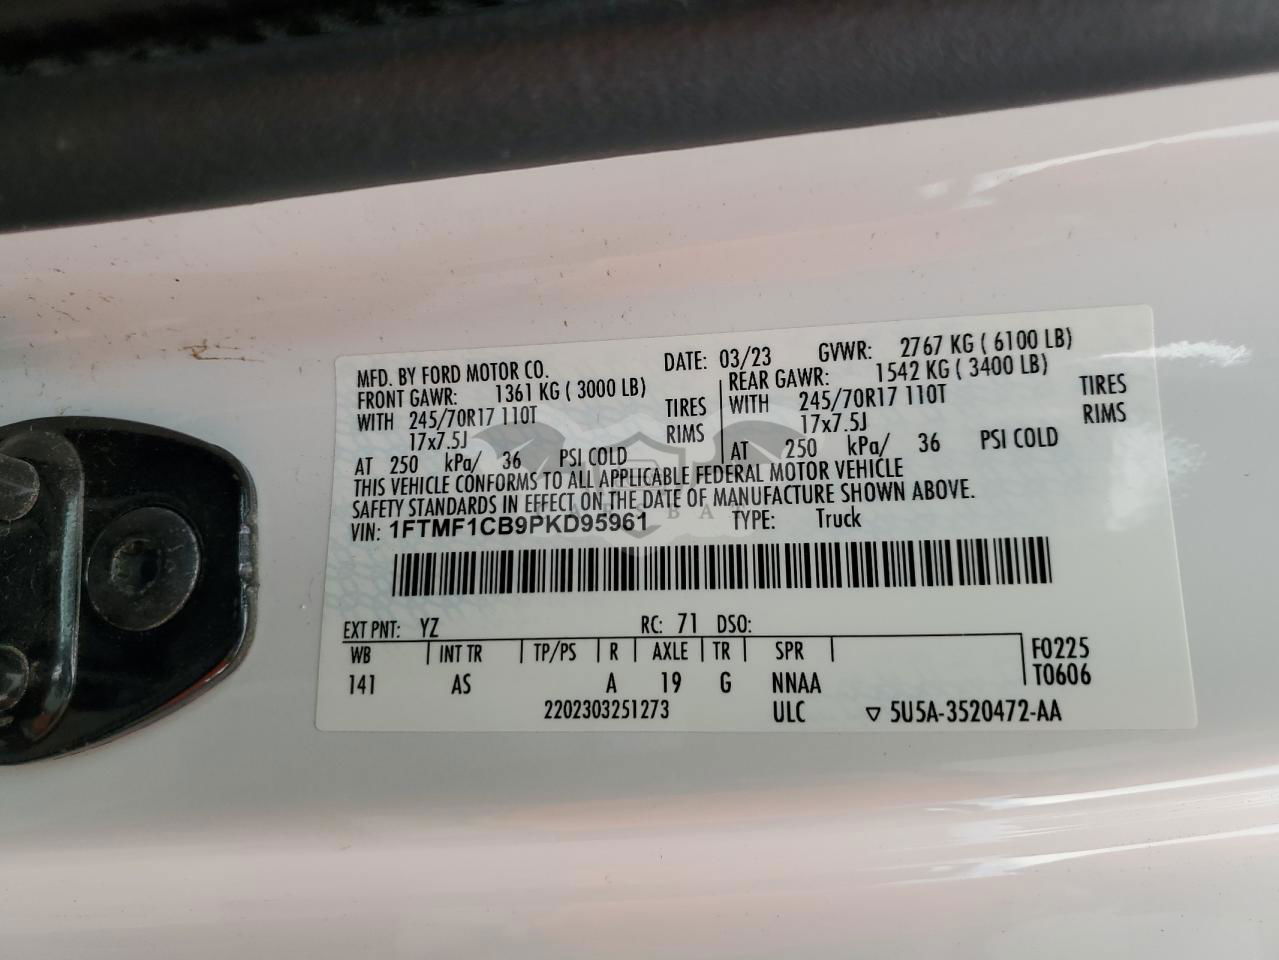 MFD. BY FORD MOTOR CO. DATE: 03/23 GVWR: 2767 KG ( 6100 LB)
FRONT GAWR: 1361 KG ( 3000 LB) REAR GAWR: 1542 KG ( 3400 LB)
WITH 245/70R17 110T TIRES WITH 245/70R17 110T TIRES
17x7.5J RIMS 17x7.5J RIMS
AT 250 kPa/ 36 PSI COLD AT 250 kPa/ 36 PSI COLD
THIS VEHICLE CONFORMS TO ALL APPLICABLE FEDERAL MOTOR VEHICLE
SAFETY STANDARDS IN EFFECT ON THE DATE OF MANUFACTURE SHOWN ABOVE.
VIN: 1FTMF1CB9PKD95961 TYPE: Truck
EXT PNT: YZ RC: 71 DSO:
WB INT TR TP/PS R AXLE TR SPR F0225
141 AS A 19 G NNAA T0606
2202303251273 ULC ▽ 5U5A-3520472-AA